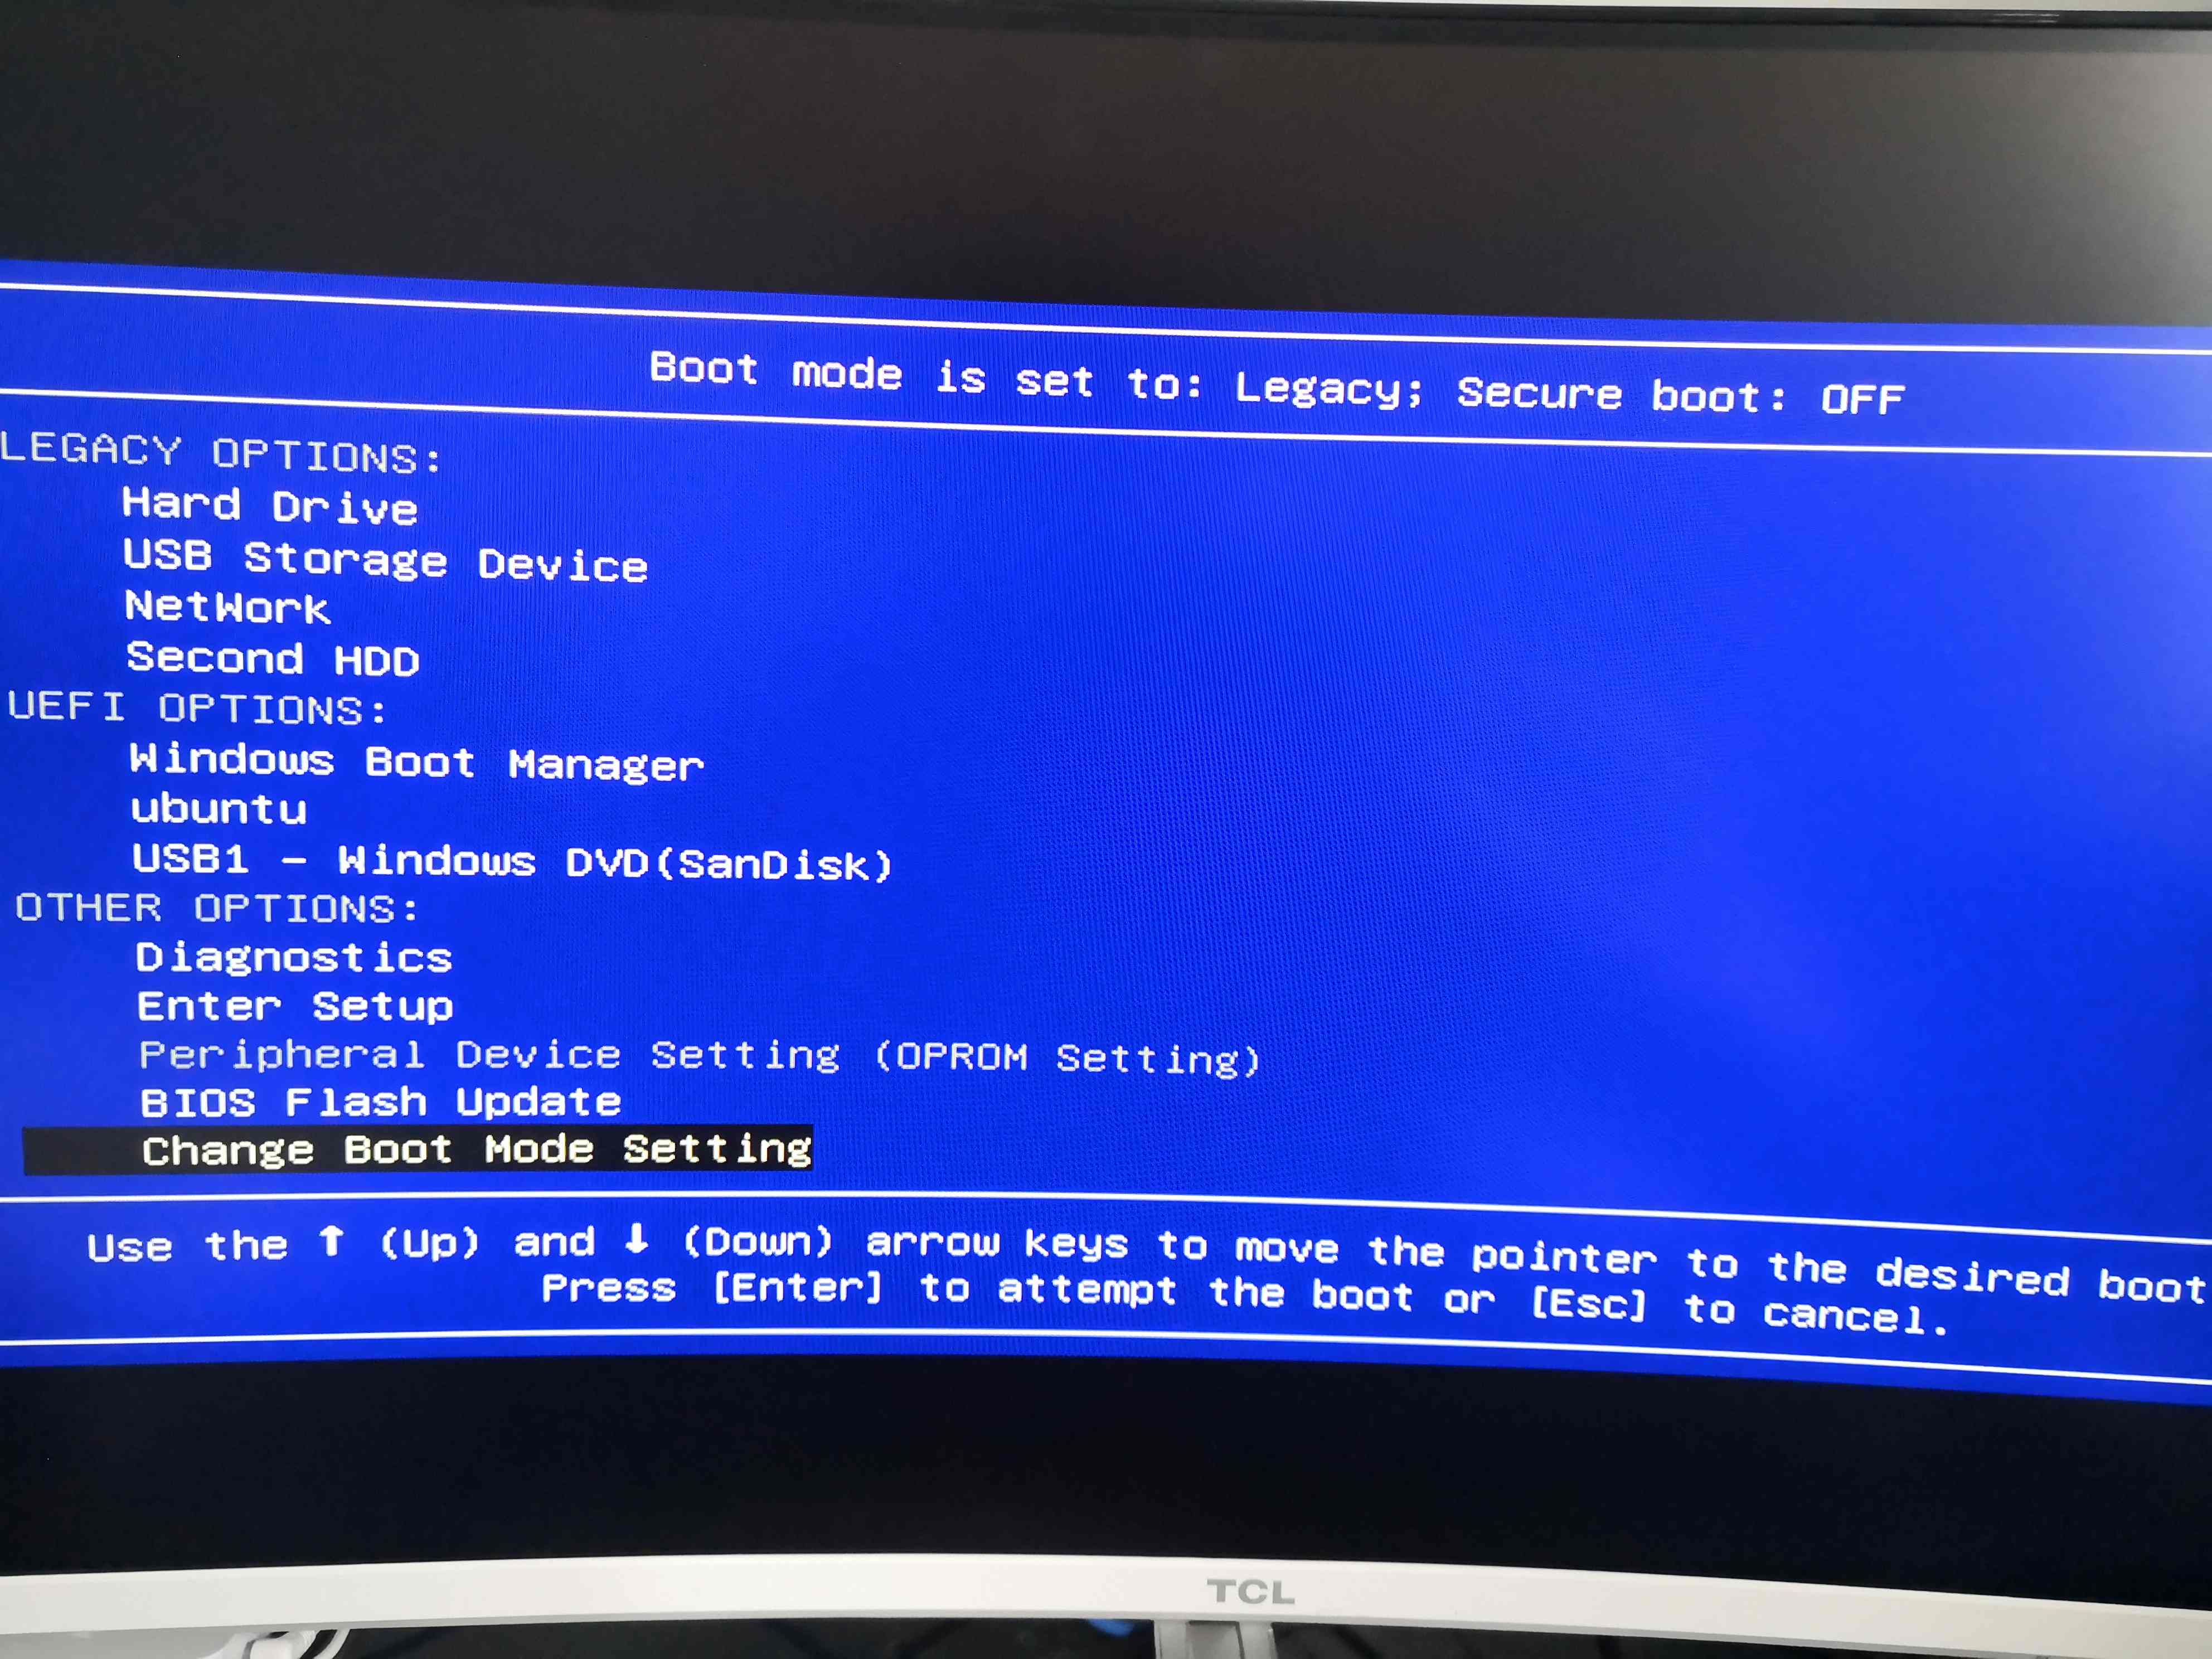 Boot mode is set to: Legacy; Secure boot: OFF
LEGACY OPTIONS:
Hard Drive
USB Storage Device
NetWork
Second HDD
UEFI OPTIONS:
Windows Boot Manager
ubuntu
USB1 - Windows DVD(SanDisk)
OTHER OPTIONS:
Diagnostics
Enter Setup
Peripheral Device Setting (OPROM Setting)
BIOS Flash Update
Change Boot Mode Setting
Use the ↑ (Up) and ↓ (Down) arrow keys to move the pointer to the desired boot
Press [Enter] to attempt the boot or [Esc] to cancel.
TCL